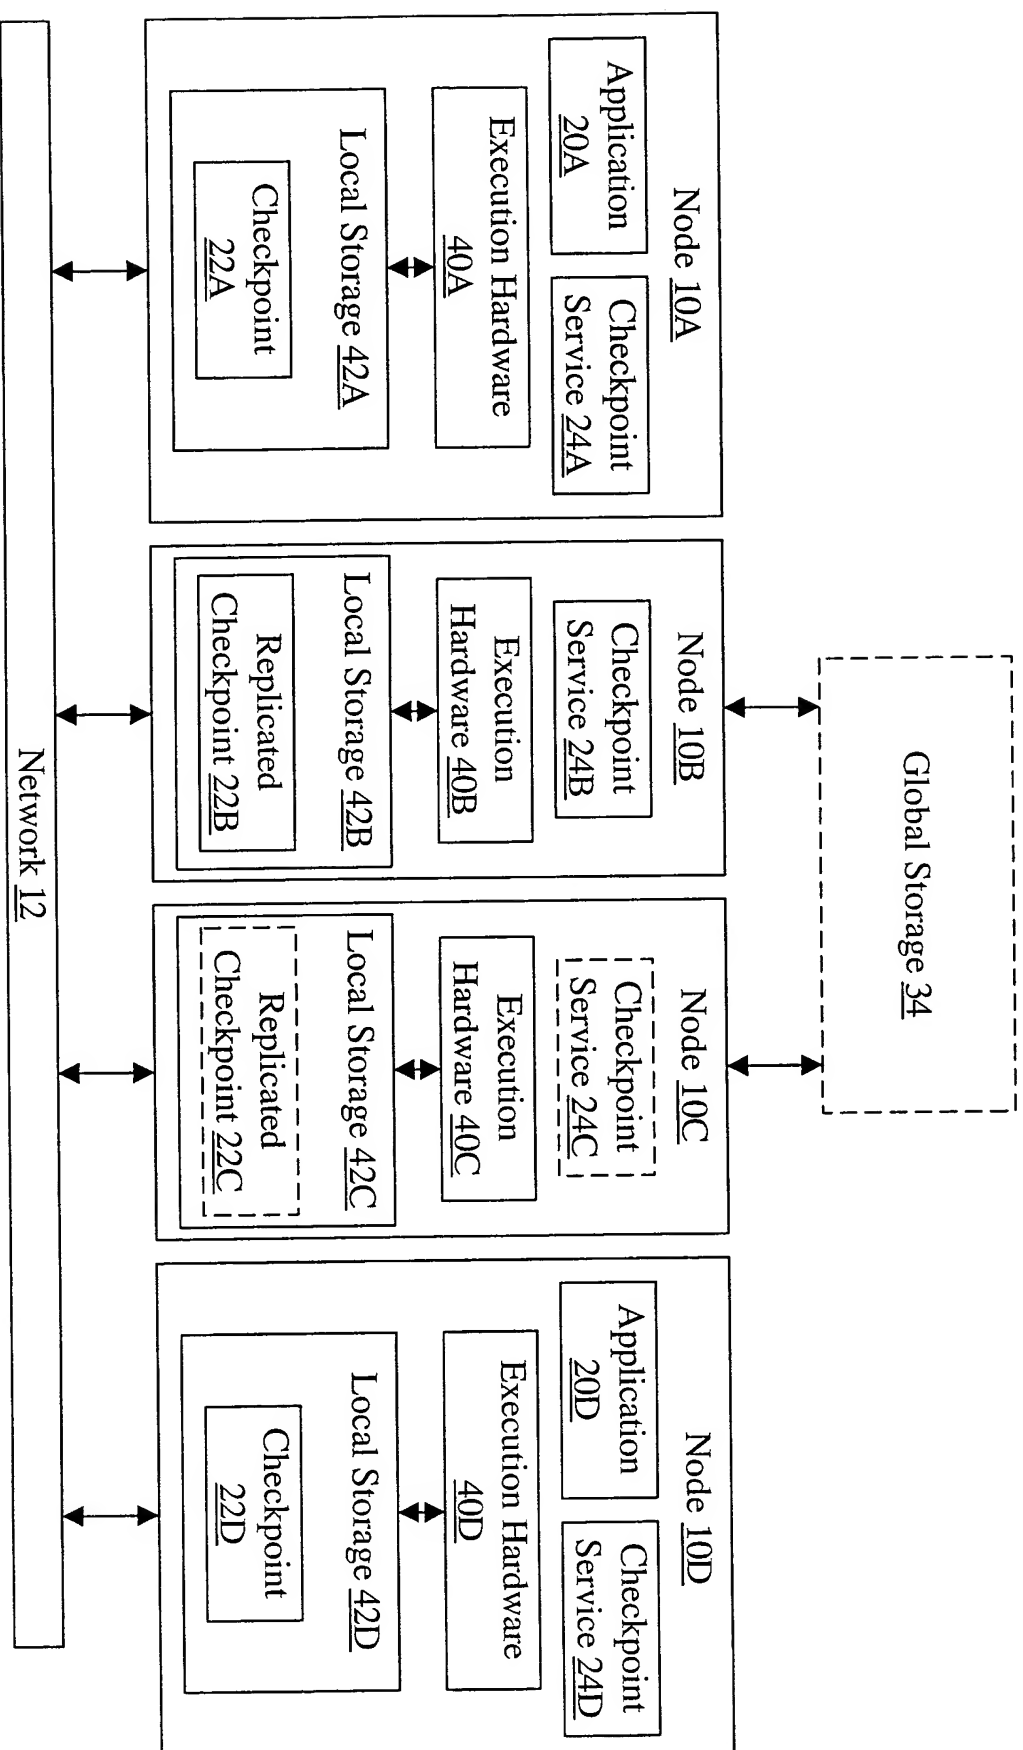 Global Storage 34
Node 10A
Application
20A
Checkpoint
Service 24A
Execution Hardware
40A
Local Storage 42A
Checkpoint
22A
Node 10B
Checkpoint
Service 24B
Execution
Hardware 40B
Local Storage 42B
Replicated
Checkpoint 22B
Node 10C
Checkpoint
Service 24C
Execution
Hardware 40C
Local Storage 42C
Replicated
Checkpoint 22C
Node 10D
Application
20D
Checkpoint
Service 24D
Execution Hardware
40D
Local Storage 42D
Checkpoint
22D
Network 12